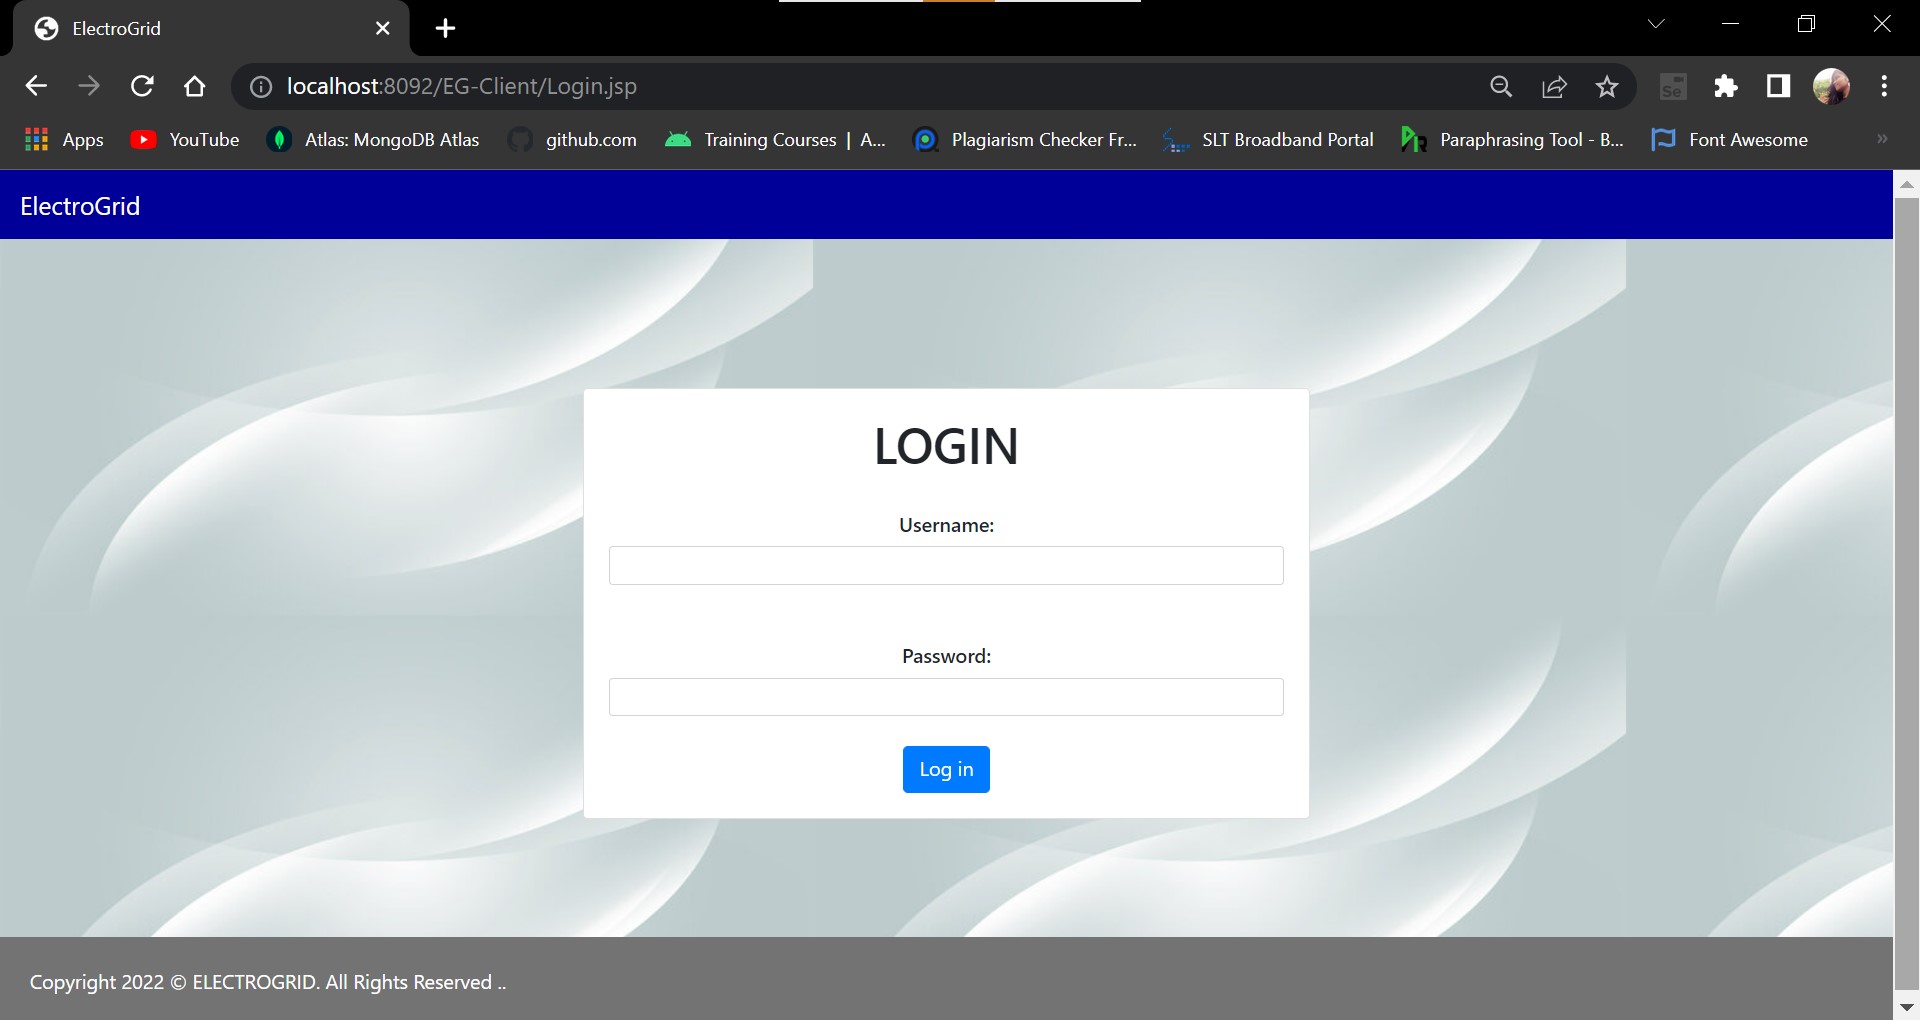 ElectroGrid
localhost:8092/EG-Client/Login.jsp
Se
Apps
YouTube
Atlas: MongoDB Atlas
github.com
Training Courses | A...
Plagiarism Checker Fr...
SLT Broadband Portal
Paraphrasing Tool - B...
Font Awesome
»
ElectroGrid
LOGIN
Username:
Password:
Log in
Copyright 2022 © ELECTROGRID. All Rights Reserved ..